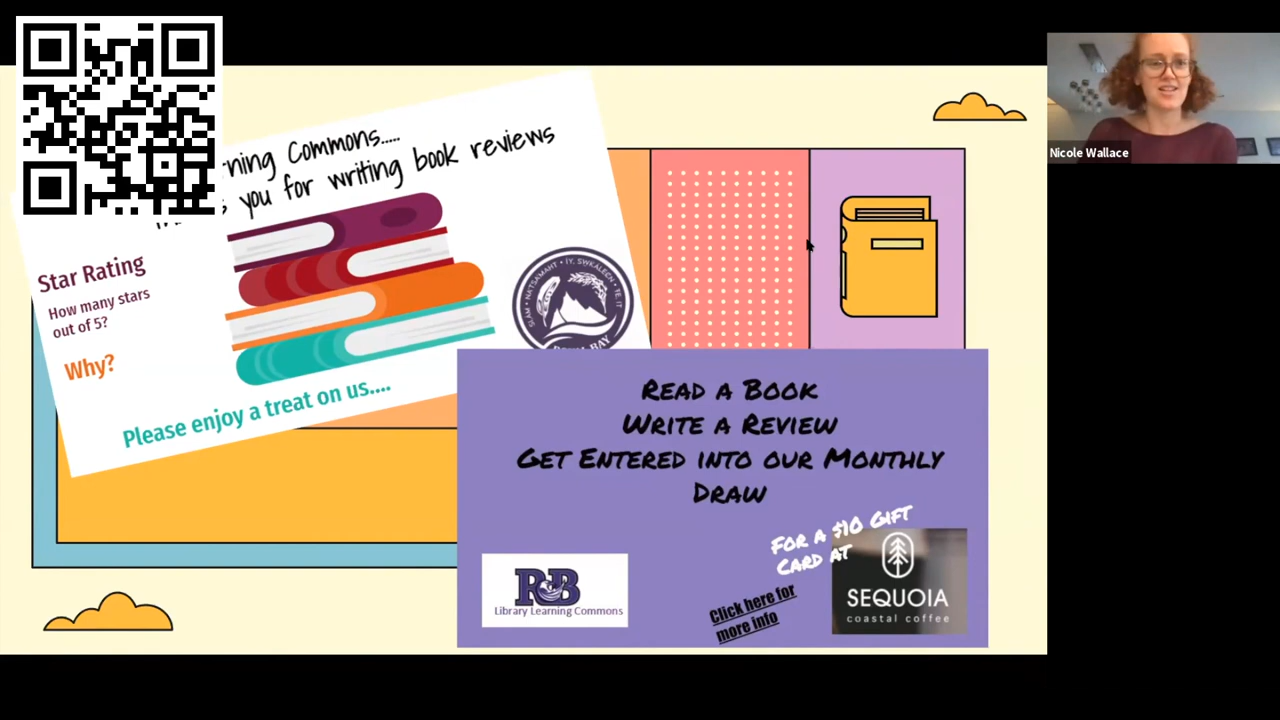 rning Commons.....
s you for writing book reviews
Star Rating
How many stars
out of 5?
Why?
Please enjoy a treat on us....
Nicole Wallace
Read a Book
Write a Review
Get Entered into our Monthly
Draw
For a $10 Gift
Card at
RB
Library Learning Commons
Click here for
more info
SEQUOIA
coastal coffee